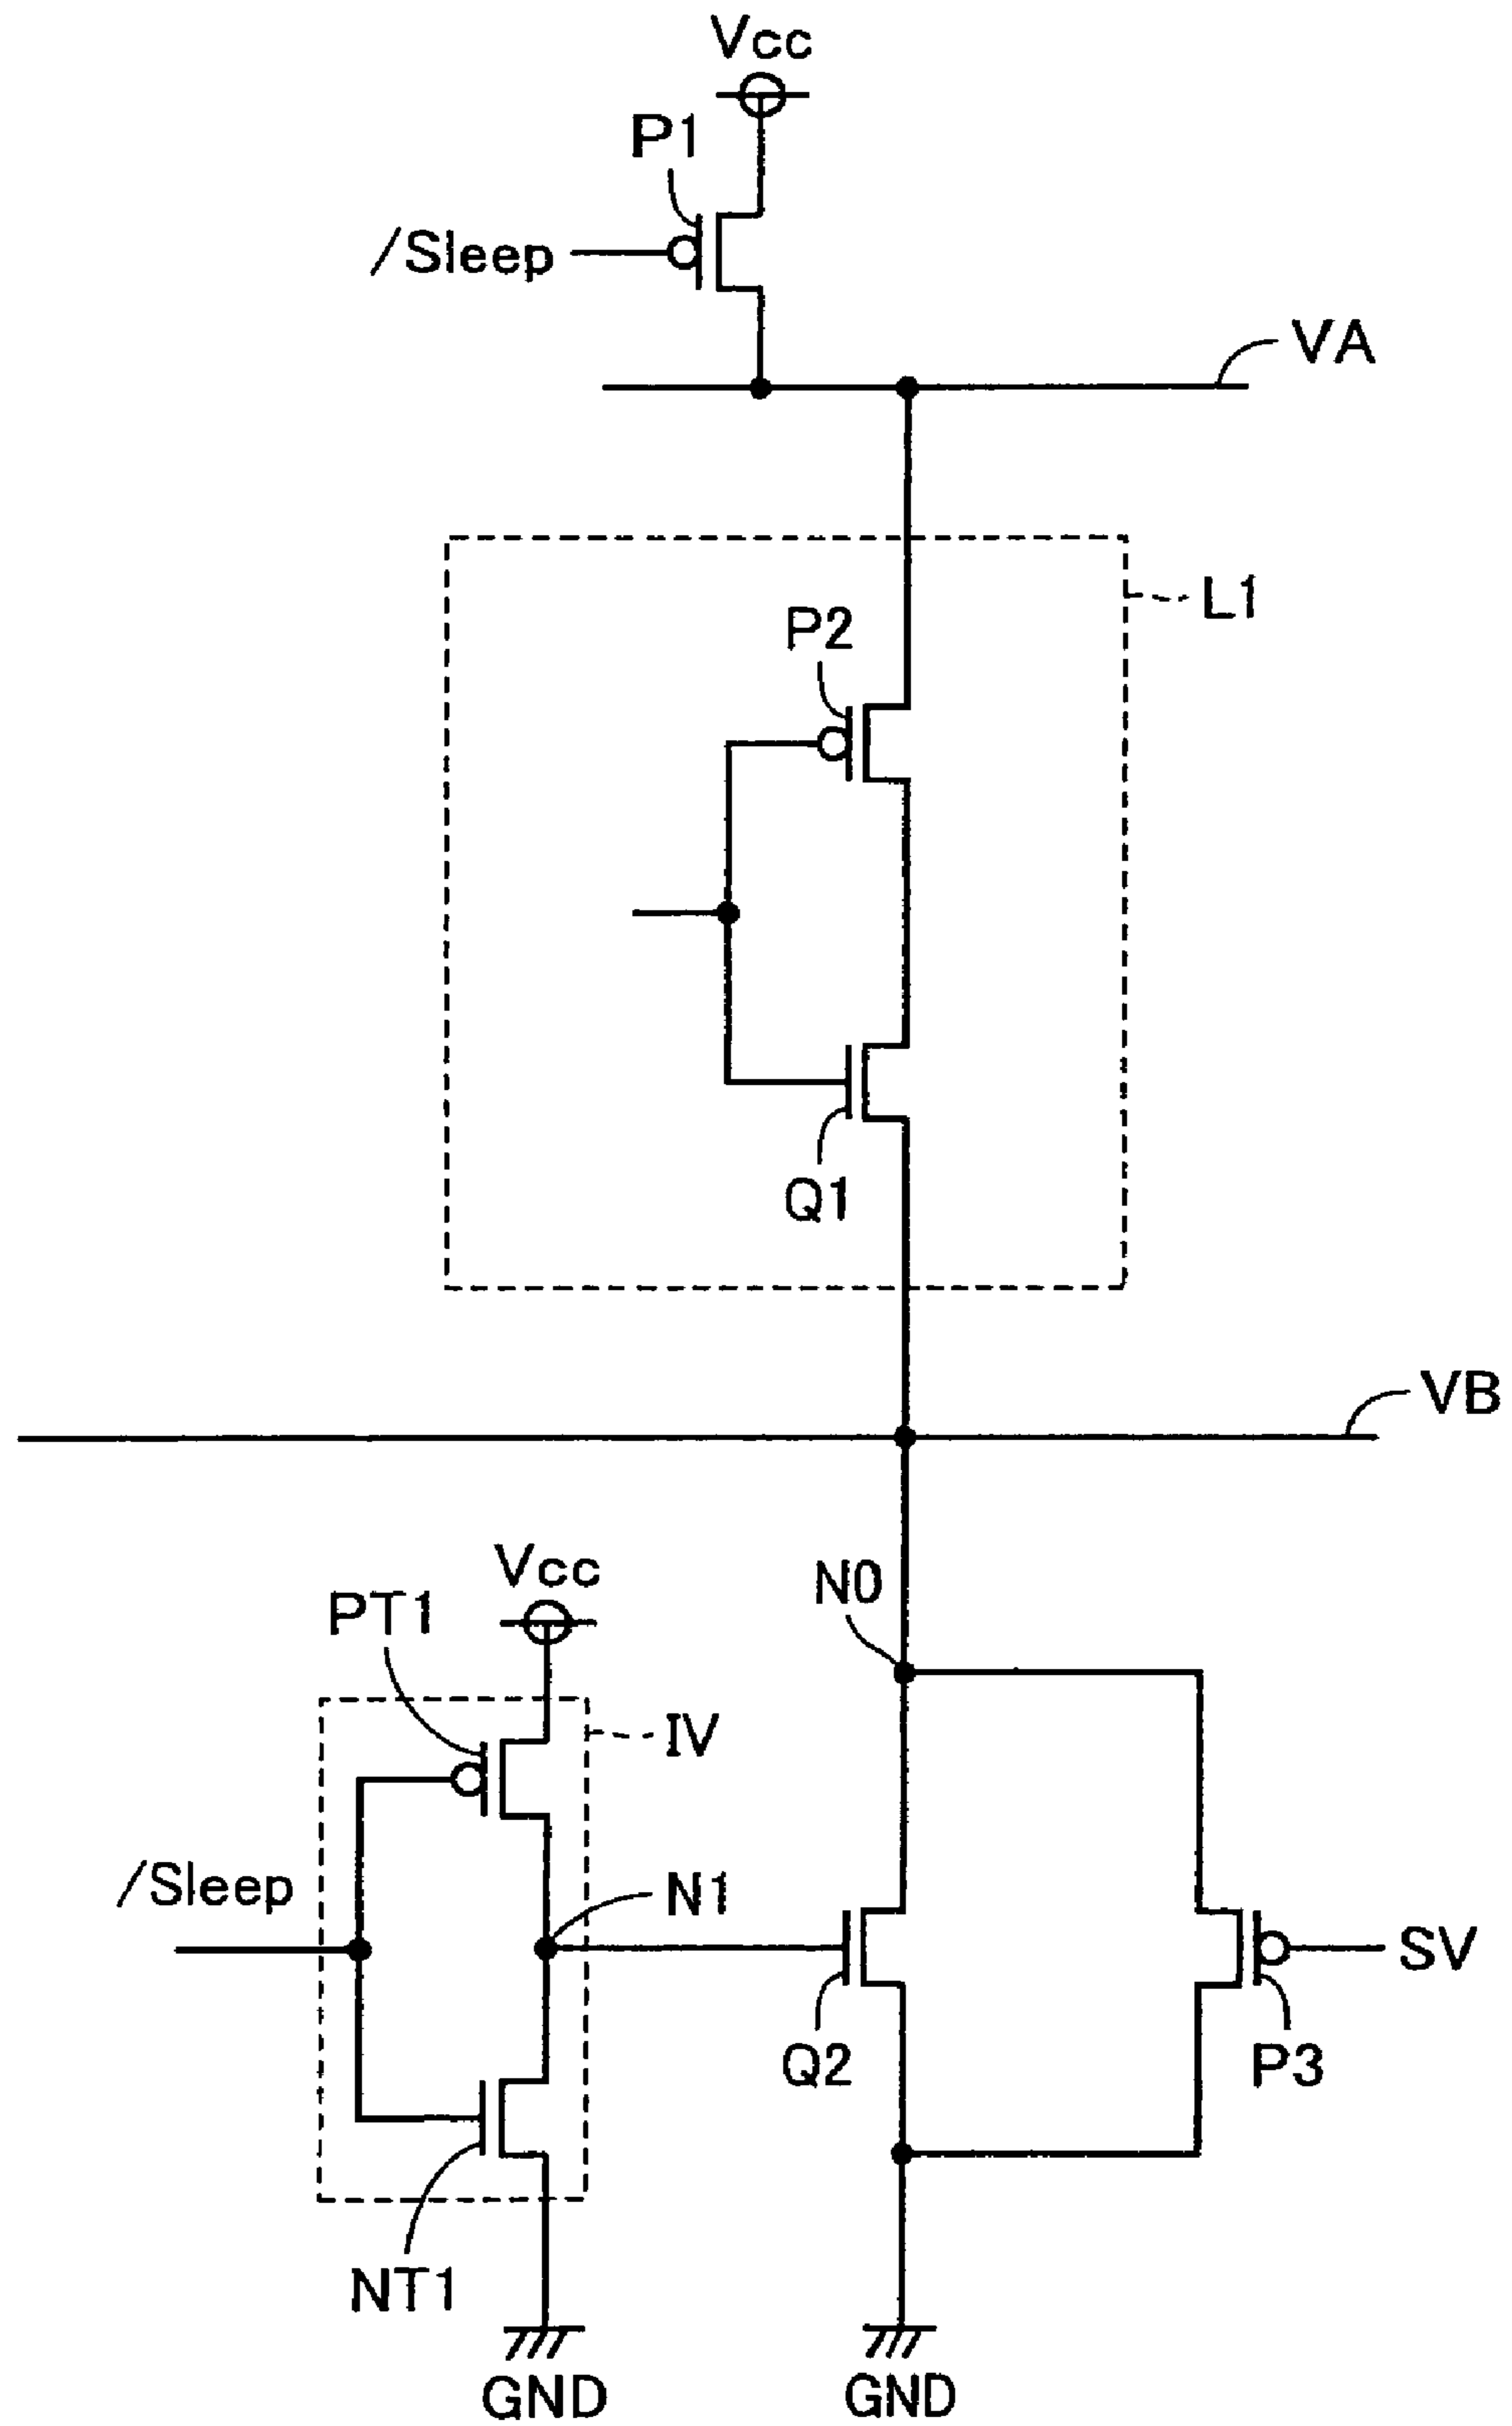 Vcc
P1
/Sleep
VA
L1
P2
Q1
VB
Vcc
N0
PT1
IV
/Sleep
N1
SV
Q2
P3
NT1
GND
GND